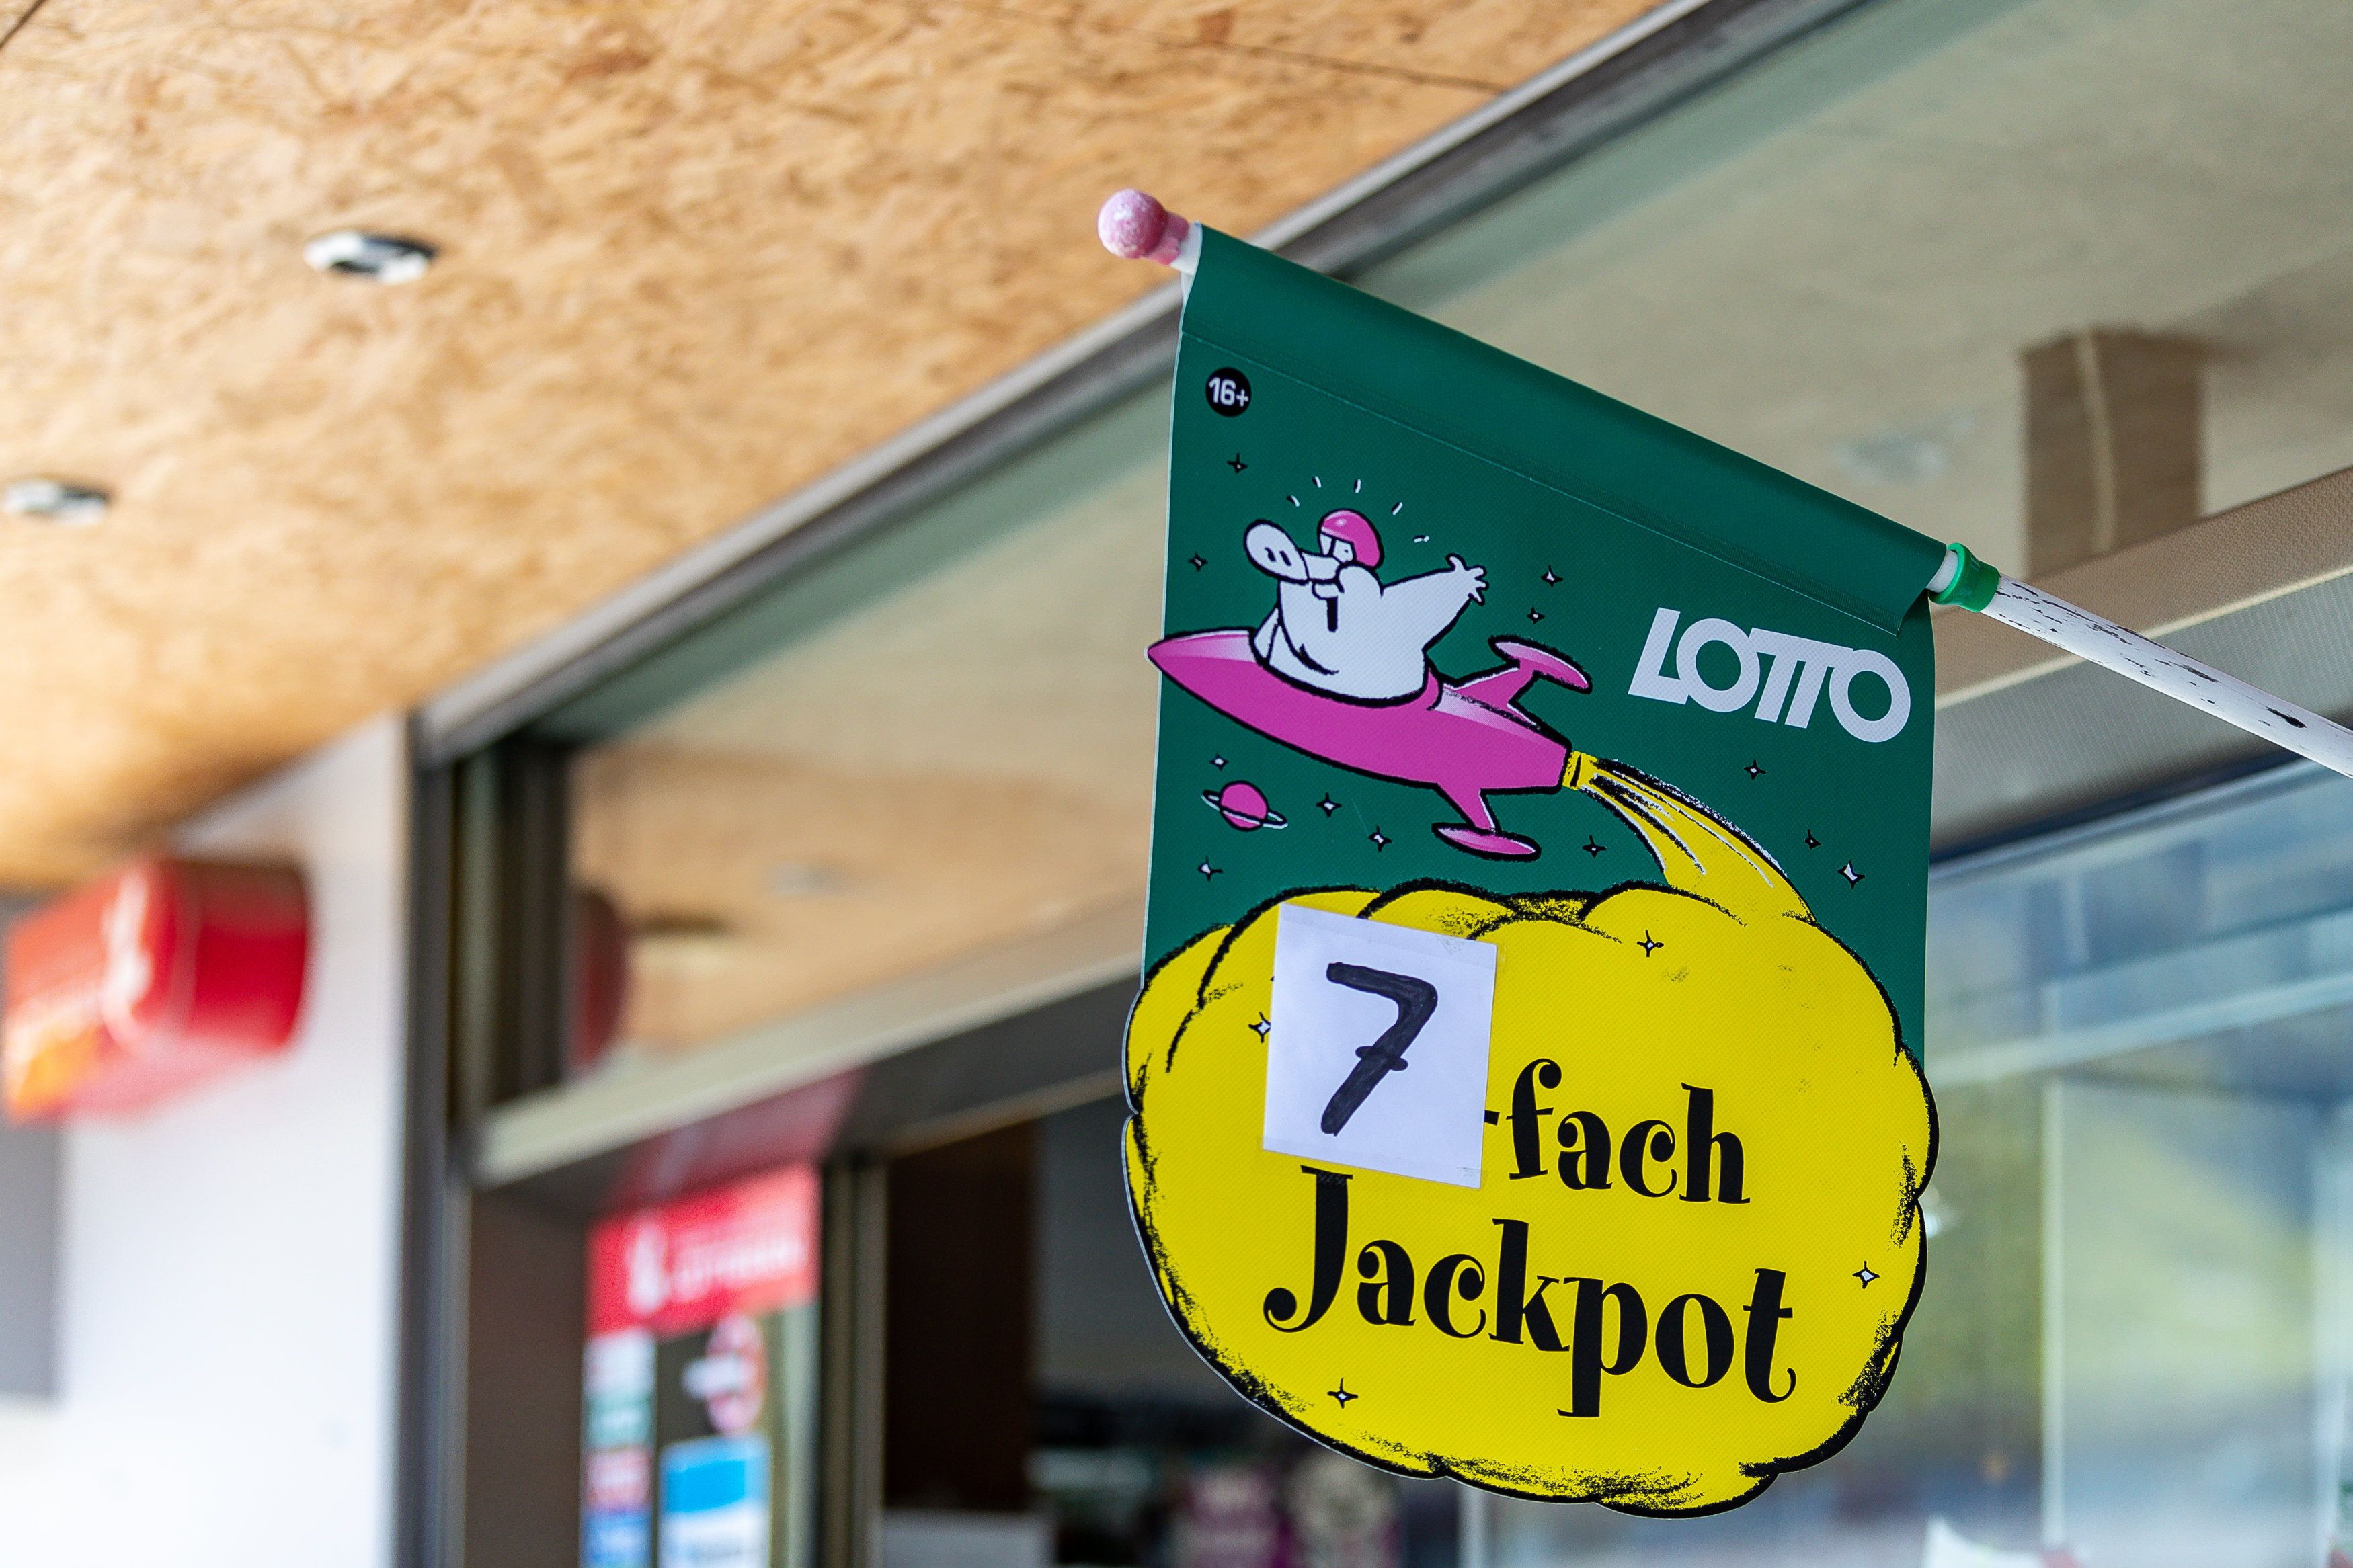 16+
LOTTO
7-fach
Jackpot